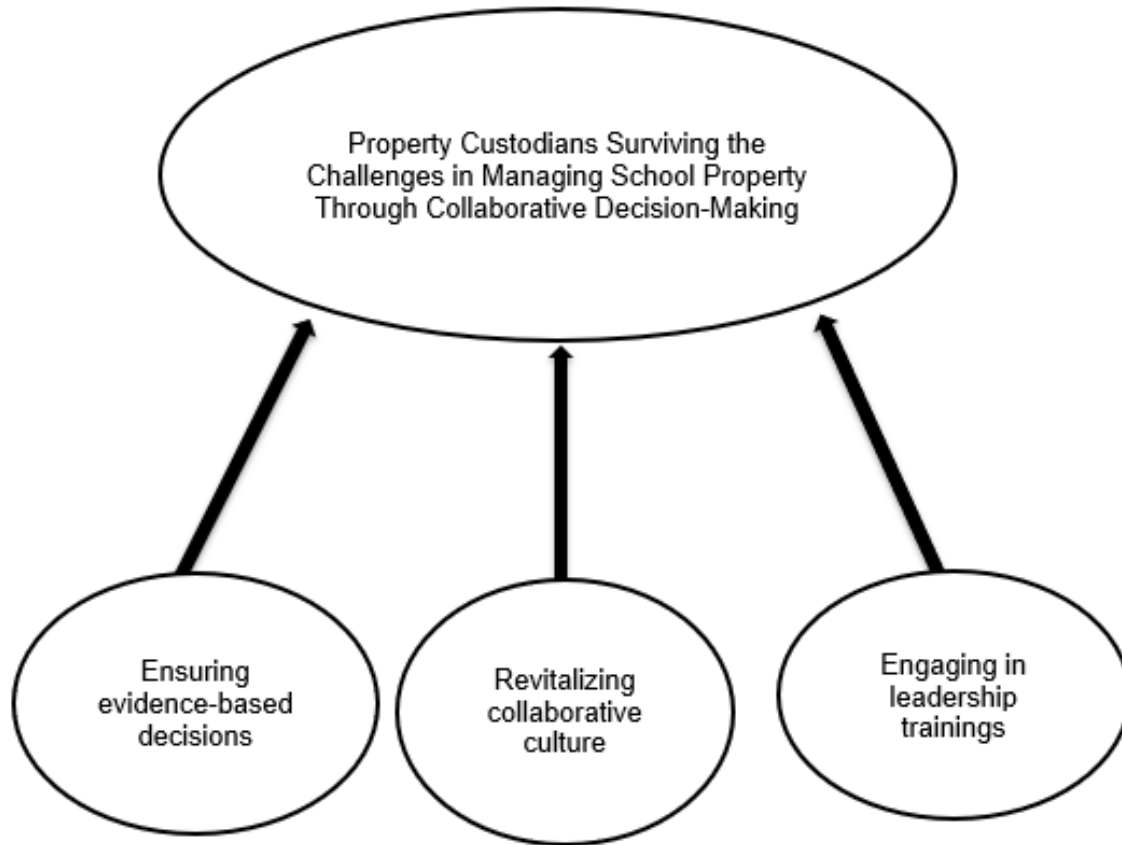 Property Custodians Surviving the
Challenges in Managing School Property
Through Collaborative Decision-Making
Ensuring
evidence-based
decisions
Revitalizing
collaborative
culture
Engaging in
leadership
trainings